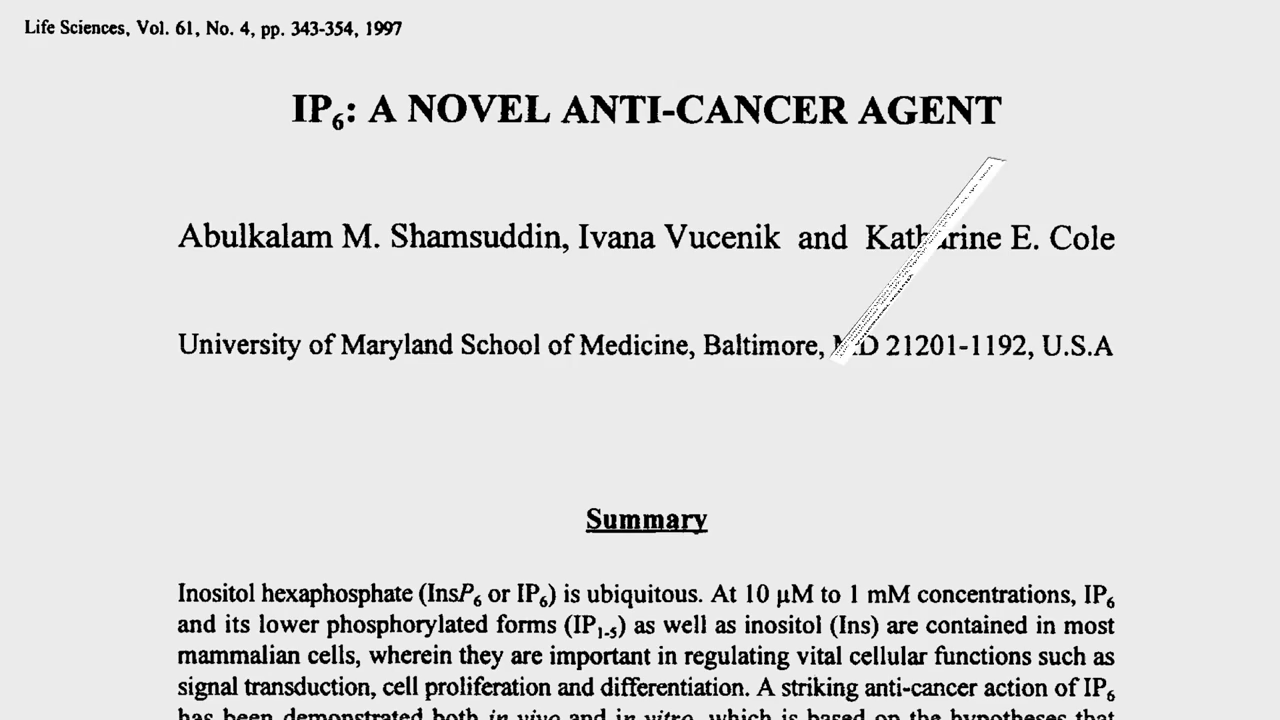 Life Sciences, Vol. 61, No. 4, pp. 343-354, 1997
IP₆: A NOVEL ANTI-CANCER AGENT
Abulkalam M. Shamsuddin, Ivana Vucenik and Katharine E. Cole
University of Maryland School of Medicine, Baltimore, MD 21201-1192, U.S.A
Summary
Inositol hexaphosphate (InsP₆ or IP₆) is ubiquitous. At 10 µM to 1 mM concentrations, IP₆
and its lower phosphorylated forms (IP₁₋₅) as well as inositol (Ins) are contained in most
mammalian cells, wherein they are important in regulating vital cellular functions such as
signal transduction, cell proliferation and differentiation. A striking anti-cancer action of IP₆
has been demonstrated both in vivo and in vitro, which is based on the hypotheses that